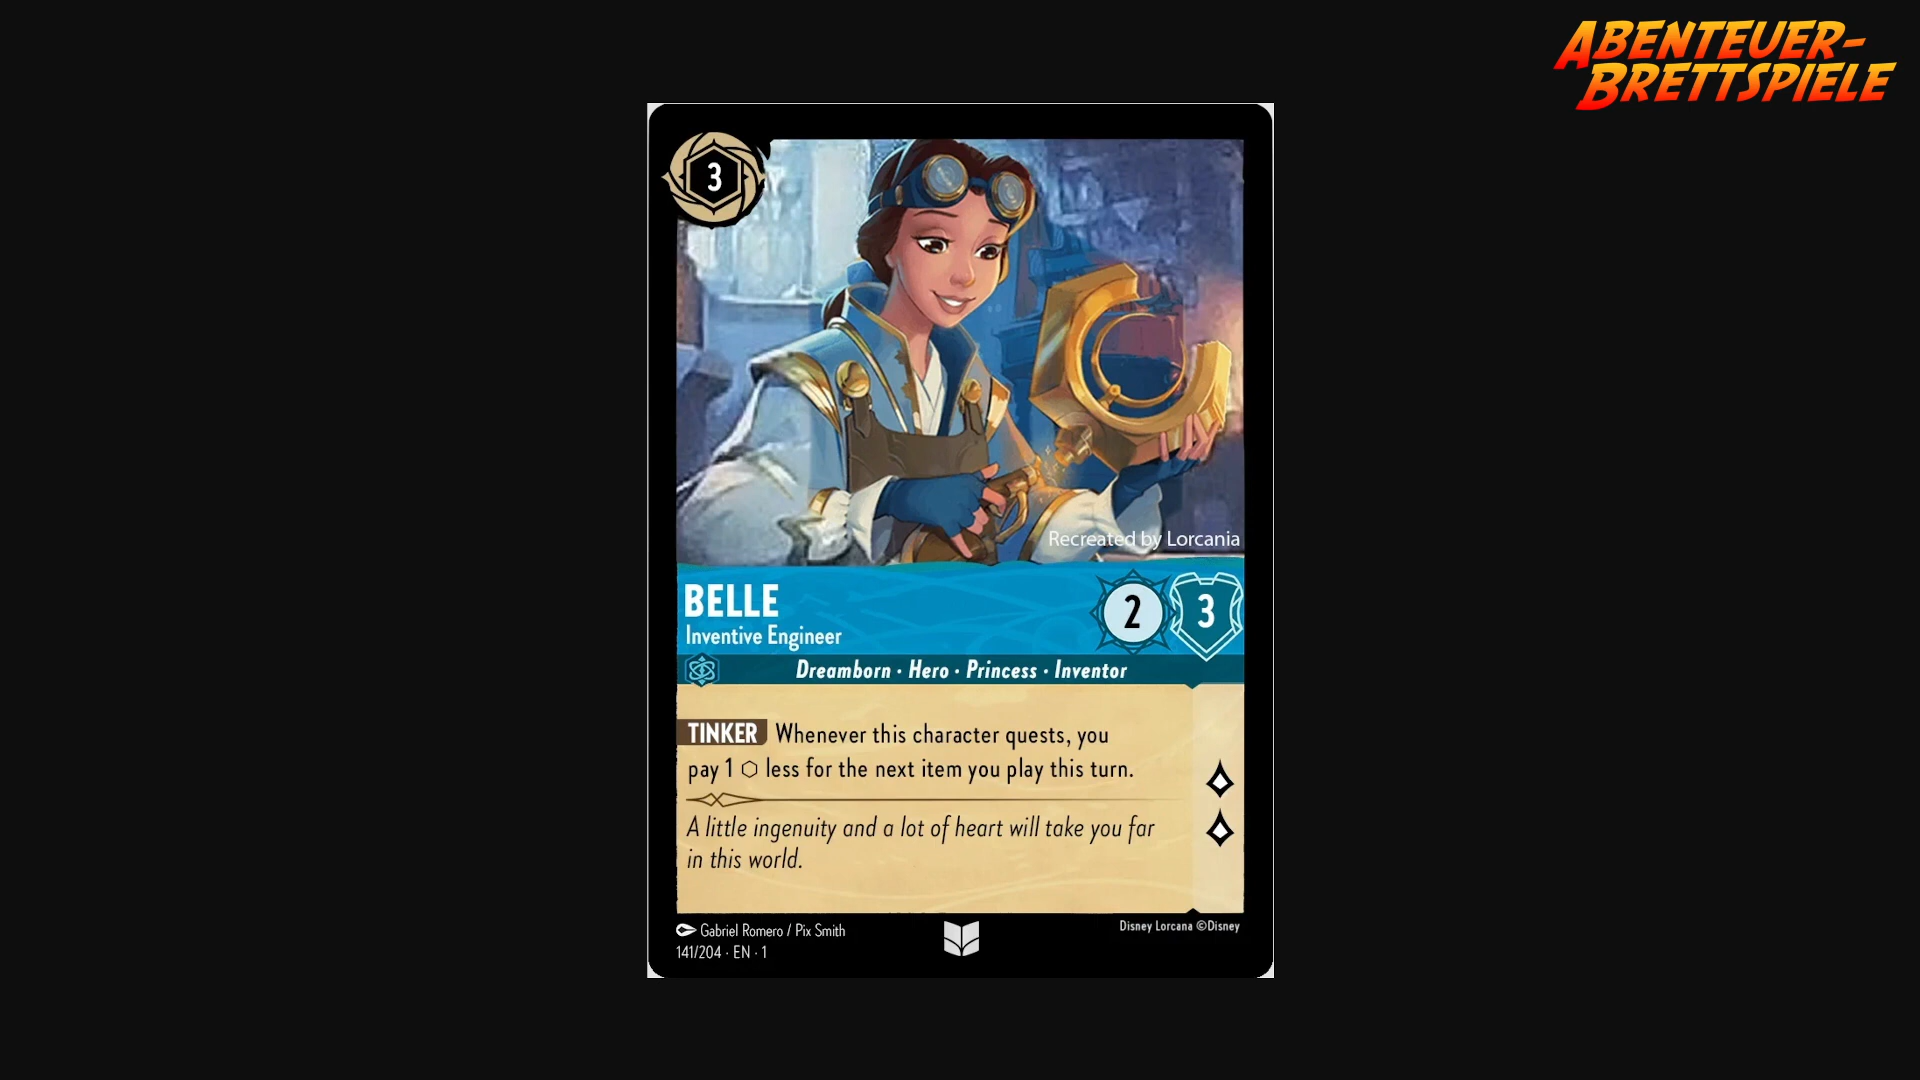 ABENTEUER-
BRETTSPIELE
3
Recreated by Lorcania
BELLE
Inventive Engineer
2
3
Dreamborn · Hero · Princess · Inventor
TINKER Whenever this character quests, you
pay 1 ⬡ less for the next item you play this turn.
A little ingenuity and a lot of heart will take you far
in this world.
Gabriel Romero / Pix Smith
141/204 · EN · 1
Disney Lorcana ©Disney